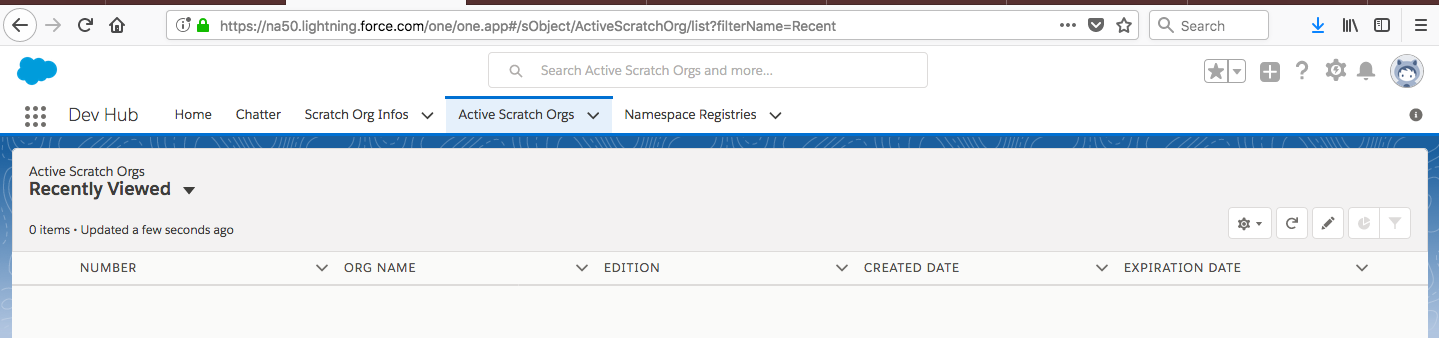 https://na50.lightning.force.com/one/one.app#/sObject/ActiveScratchOrg/list?filterName=Recent
Search
Search Active Scratch Orgs and more...
Dev Hub Home Chatter Scratch Org Infos Active Scratch Orgs Namespace Registries
Active Scratch Orgs
Recently Viewed
0 items • Updated a few seconds ago
NUMBER ORG NAME EDITION CREATED DATE EXPIRATION DATE